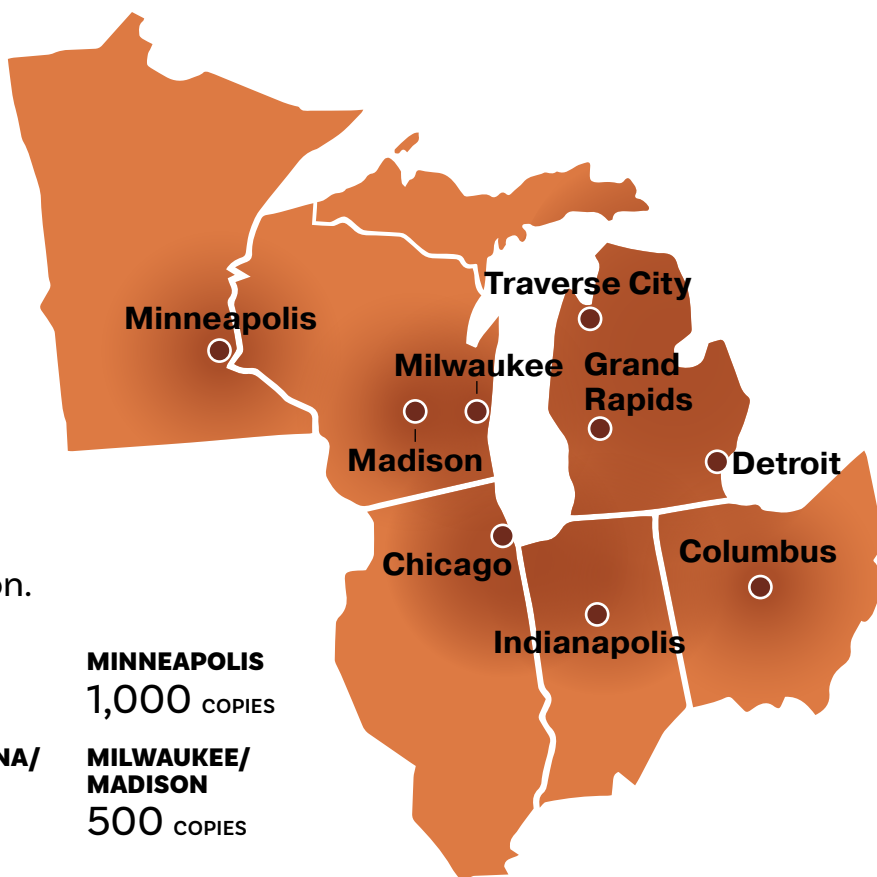 Traverse City
Minneapolis
Milwaukee
Grand
Rapids
Madison
Detroit
Columbus
Chicago
Indianapolis
on.
MINNEAPOLIS
1,000 COPIES
NA/
MILWAUKEE/
MADISON
500 COPIES